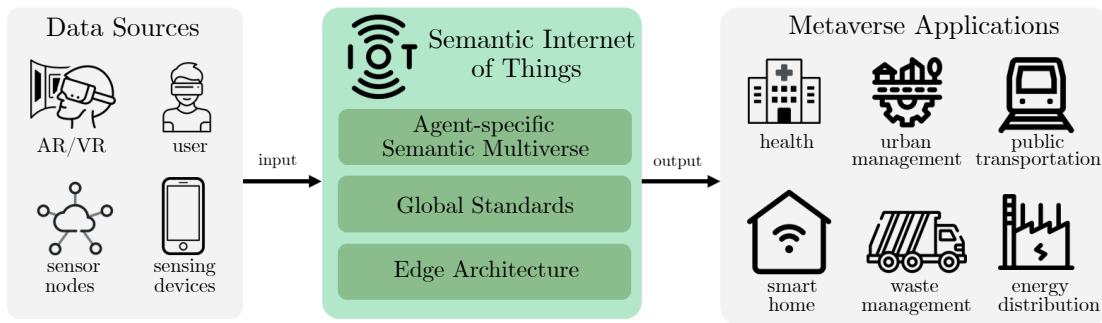 Data Sources
AR/VR
user
sensor
nodes
sensing
devices
input
IOT
Semantic Internet
of Things
Agent-specific
Semantic Multiverse
Global Standards
Edge Architecture
output
Metaverse Applications
health
urban
management
public
transportation
smart
home
waste
management
energy
distribution